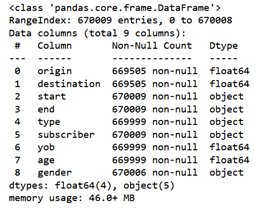 <class 'pandas.core.frame.DataFrame'>
RangeIndex: 670009 entries, 0 to 670008
Data columns (total 9 columns):
 #   Column       Non-Null Count   Dtype
---  ------       --------------   -----
 0   origin       669505 non-null  float64
 1   destination  669505 non-null  float64
 2   start        670009 non-null  object
 3   end          670009 non-null  object
 4   type         669999 non-null  object
 5   subscriber   670009 non-null  object
 6   yob          669999 non-null  float64
 7   age          669999 non-null  float64
 8   gender       670006 non-null  object
dtypes: float64(4), object(5)
memory usage: 46.0+ MB